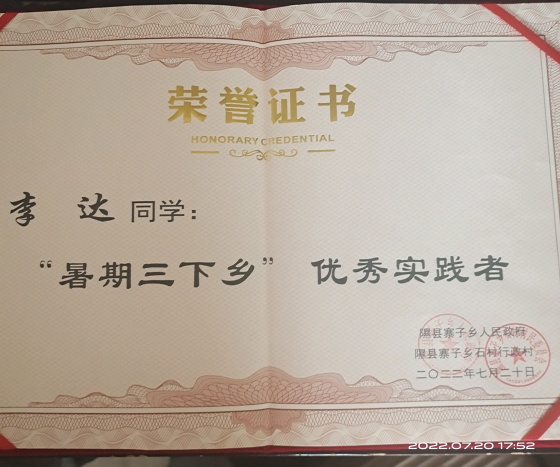 荣誉证书
HONORARY CREDENTIAL
李 达 同学：
“暑期三下乡” 优秀实践者
隰县寨子乡人民政府
隰县寨子乡石村行政村
二〇二二年七月二十日
2022.07.20 17:52